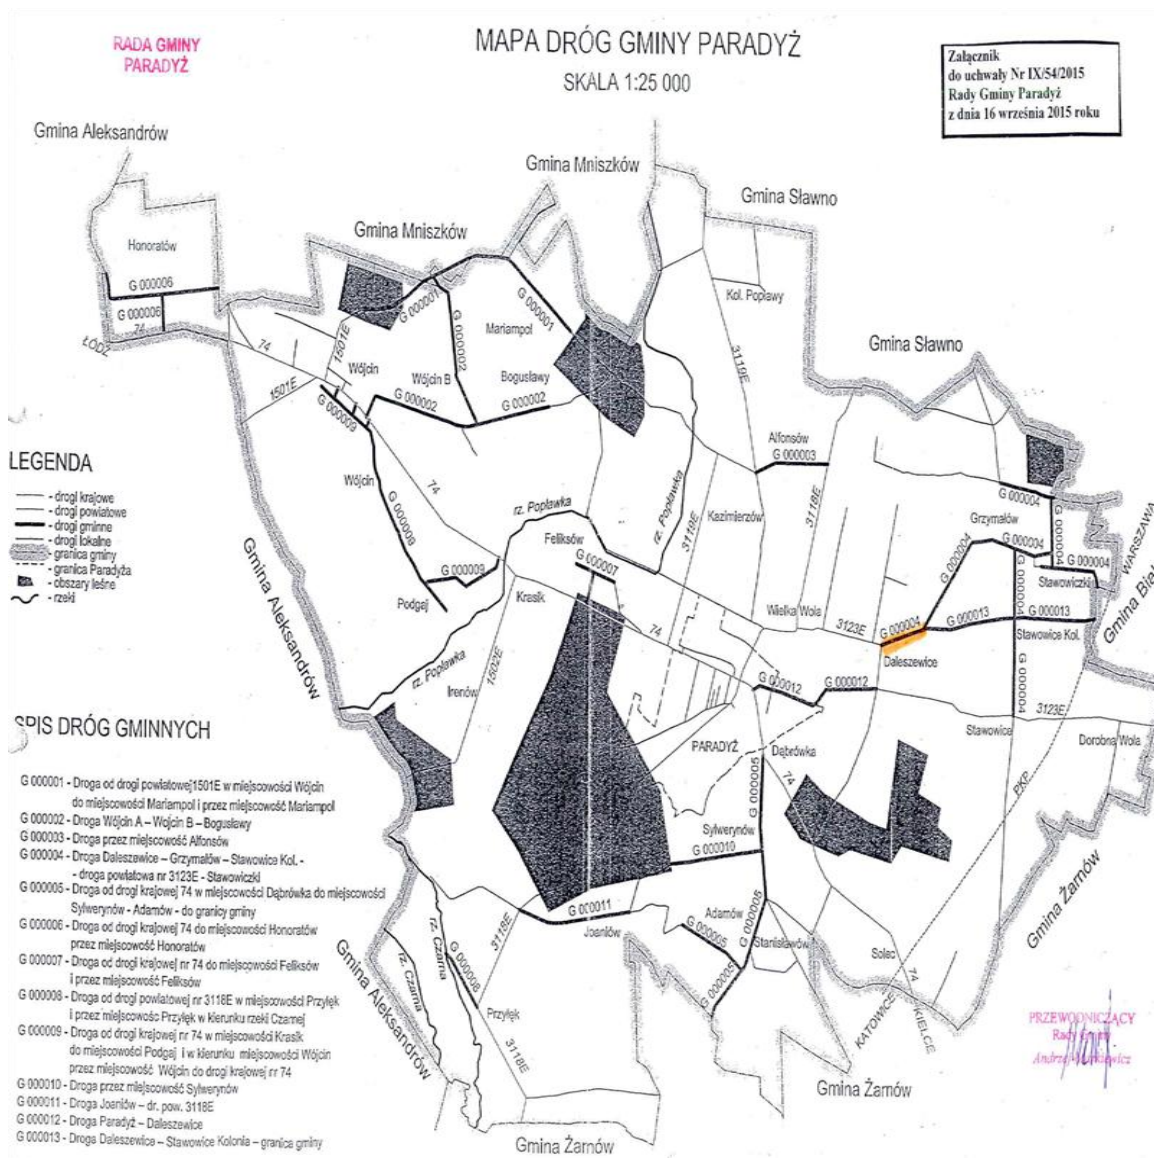 RADA GMINY
PARADYŻ
MAPA DRÓG GMINY PARADYŻ
SKALA 1:25 000
Załącznik
do uchwały Nr IX/54/2015
Rady Gminy Paradyż
z dnia 16 września 2015 roku
Gmina Aleksandrów
Gmina Mniszków
Gmina Sławno
Gmina Mniszków
Honoratów
G 000006
G 000006
74
ŁÓDŹ
Kol. Popławy
G 000001
G 000001
Mariampol
74
1501E
G 000002
3119E
Gmina Sławno
Wójcin
Wójcin B
Bogusławy
1501E
G 000002
G 000002
G 000009
Alfonsów
G 000003
LEGENDA
- drogi krajowe
- drogi powiatowe
- drogi gminne
- drogi lokalne
- granica gminy
- granica Paradyża
- obszary leśne
- rzeki
Wójcin
74
rz. Popławka
rz. Popławka
Kazimierzów
3118E
3119E
G 000004
Grzymałów
G 000004
G 000004
G 000004
G 000004
Stawowiczki
WARSZAWA
G 000009
Feliksów
G 000007
G 000009
Podgaj
Krasik
74
Wielka Wola
3123E
G 000004
G 000013
G 000004
G 000013
Stawowice Kol.
Gmina Aleksandrów
rz. Popławka
1502E
Irenów
Daleszewice
G 000012
G 000012
G 000004
3123E
Stawowice
Dorobna Wola
PARADYŻ
Dąbrówka
74
PKP
G 000005
Sylwerynów
G 000010
SPIS DRÓG GMINNYCH
G 000001 - Droga od drogi powiatowej1501E w miejscowości Wójcin
do miejscowości Mariampol i przez miejscowość Mariampol
G 000002 - Droga Wójcin A – Wojcin B – Bogusławy
G 000003 - Droga przez miejscowość Alfonsów
G 000004 - Droga Daleszewice – Grzymałów – Stawowice Kol. -
- droga powiatowa nr 3123E - Stawowiczki
G 000005 - Droga od drogi krajowej 74 w miejscowości Dąbrówka do miejscowości
Sylwerynów - Adamów - do granicy gminy
G 000006 - Droga od drogi krajowej 74 do miejscowości Honoratów
przez miejscowość Honoratów
G 000007 - Droga od drogi krajowej nr 74 do miejscowości Feliksów
i przez miejscowość Feliksów
G 000008 - Droga od drogi powiatowej nr 3118E w miejscowości Przyłęk
i przez miejscowośc Przyłęk w kierunku rzeki Czarnej
G 000009 - Droga od drogi krajowej nr 74 w miejscowości Krasik
do miejscowości Podgaj i w kierunku miejscowości Wójcin
przez miejscowość Wójcin do drogi krajowej nr 74
G 000010 - Droga przez miejscowość Sylwerynów
G 000011 - Droga Joaniów – dr. pow. 3118E
G 000012 - Droga Paradyż – Daleszewice
G 000013 - Droga Daleszewice – Stawowice Kolonia – granica gminy
G 000011
Joaniów
3118E
Adamów
G 000005
G 000005
G 000005
Stanisławów
Solec
74
KIELCE
KATOWICE
Gmina Żarnów
rz. Czarna
rz. Czarna
G 000008
Gmina Aleksandrów
Przyłęk
3118E
Gmina Żarnów
Gmina Żarnów
PRZEWODNICZĄCY